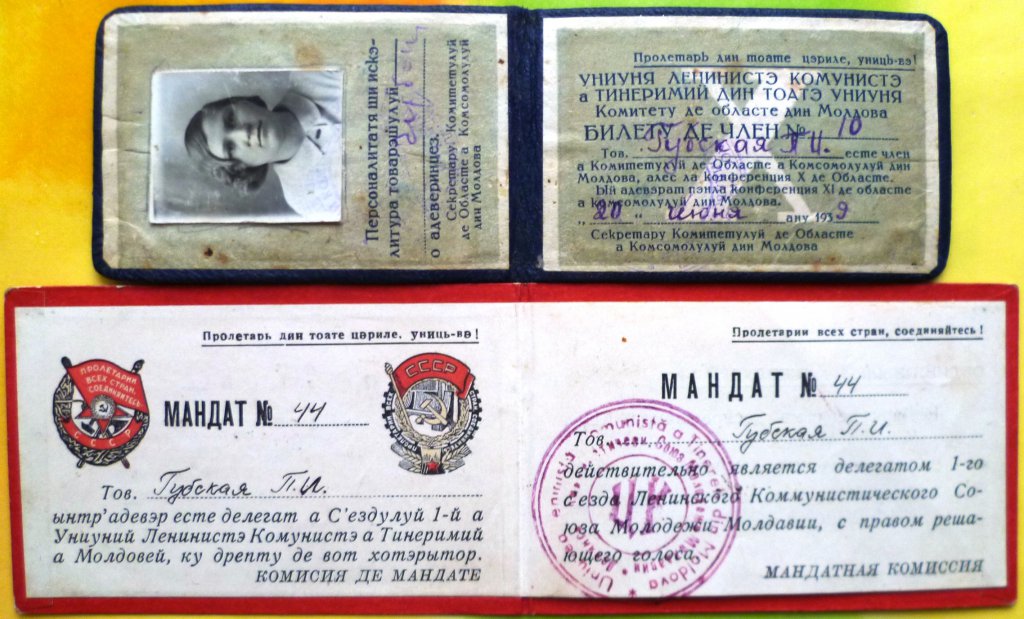 Персоналитатя ши искэ-
литура товарэшулуй
о адеверинцез.
Секретару Комитетулуй
де Областе а Комсомолулуй
дин Молдова
Пролетарь дин тоате цэриле, униць-вэ!
УНИУНЯ ЛЕНИНИСТЭ КОМУНИСТЭ
а ТИНЕРИМИЙ ДИН ТОАТЭ УНИУНЯ
Комитету де областе дин Молдова
БИЛЕТУ ДЕ ЧЛЕН № 10
Тов. Губская П.И. есте член
а Комитетулуй де Областе а Комсомолулуй дин
Молдова, алес ла конференция X де Областе.
Ый адевэрат пэнла конференция XI де областе
а комсомолулуй дин Молдова.
„20“ июня ану 1939
Секретару Комитетулуй де Областе
а Комсомолулуй дин Молдова
Пролетарь дин тоате цэриле, униць-вэ!
ПРОЛЕТАРИИ
ВСЕХ СТРАН,
СОЕДИНЯЙТЕСЬ
СССР
СССР
МАНДАТ № 44
Тов. Губская П.И.
ынтр'адевэр есте делегат а С'ездулуй 1-й а
Униуний Ленинистэ Комунистэ а Тинеримий
а Молдовей, ку дрепту де вот хотэрытор.
КОМИСИЯ ДЕ МАНДАТЕ
Пролетарии всех стран, соединяйтесь!
МАНДАТ № 44
Тов. Губская П.И.
действительно является делегатом 1-го
с'езда Ленинского Коммунистического Со-
юза Молодежи Молдавии, с правом реша-
ющего голоса.
МАНДАТНАЯ КОМИССИЯ